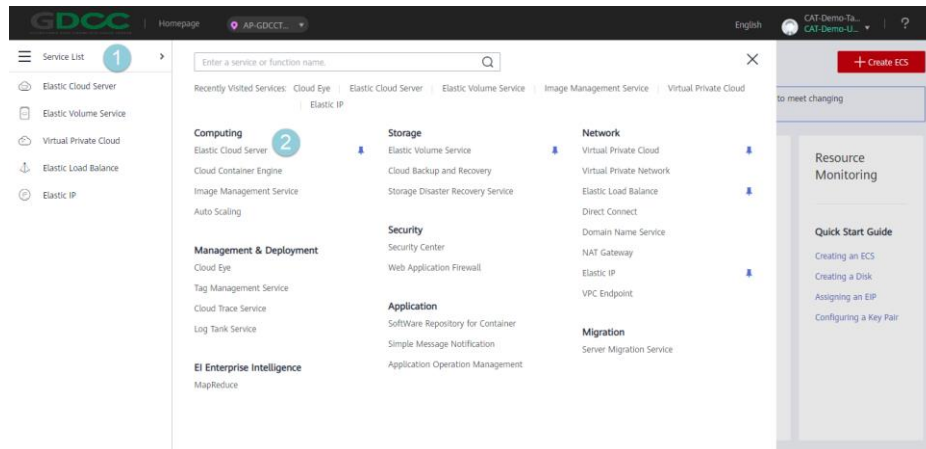 GDCC
Homepage
AP-GDCCT...
English
CAT-Demo-Ta...
CAT-Demo-U...
?
Service List
1
Elastic Cloud Server
Elastic Volume Service
Virtual Private Cloud
Elastic Load Balance
Elastic IP
Enter a service or function name.
Recently Visited Services: Cloud Eye | Elastic Cloud Server | Elastic Volume Service | Image Management Service | Virtual Private Cloud
| Elastic IP
Computing
Elastic Cloud Server
2
Cloud Container Engine
Image Management Service
Auto Scaling
Management & Deployment
Cloud Eye
Tag Management Service
Cloud Trace Service
Log Tank Service
EI Enterprise Intelligence
MapReduce
Storage
Elastic Volume Service
Cloud Backup and Recovery
Storage Disaster Recovery Service
Security
Security Center
Web Application Firewall
Application
SoftWare Repository for Container
Simple Message Notification
Application Operation Management
Network
Virtual Private Cloud
Virtual Private Network
Elastic Load Balance
Direct Connect
Domain Name Service
NAT Gateway
Elastic IP
VPC Endpoint
Migration
Server Migration Service
+ Create ECS
to meet changing
Resource
Monitoring
Quick Start Guide
Creating an ECS
Creating a Disk
Assigning an EIP
Configuring a Key Pair